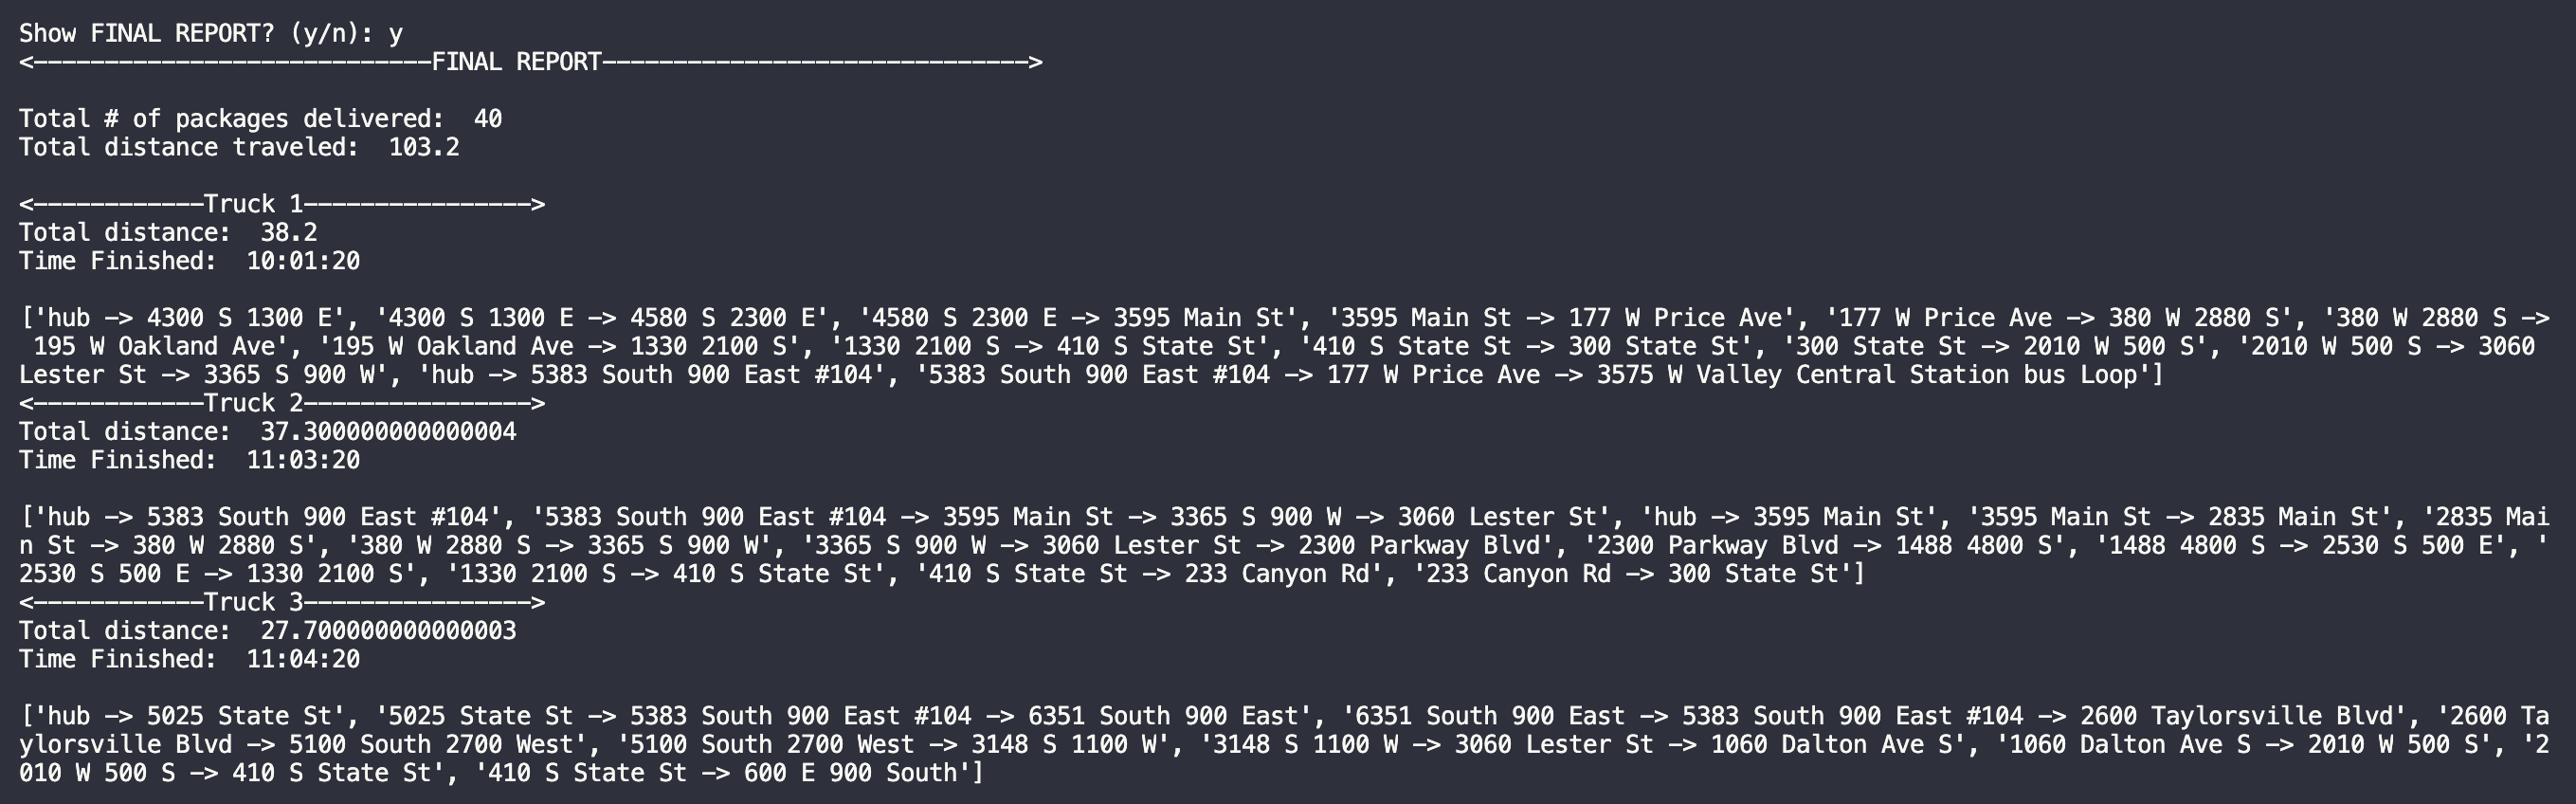 Show FINAL REPORT? (y/n): y
<----------------------------FINAL REPORT------------------------------>
Total # of packages delivered:  40
Total distance traveled:  103.2
<------------Truck 1---------------->
Total distance:  38.2
Time Finished:  10:01:20
['hub -> 4300 S 1300 E', '4300 S 1300 E -> 4580 S 2300 E', '4580 S 2300 E -> 3595 Main St', '3595 Main St -> 177 W Price Ave', '177 W Price Ave -> 380 W 2880 S', '380 W 2880 S ->
 195 W Oakland Ave', '195 W Oakland Ave -> 1330 2100 S', '1330 2100 S -> 410 S State St', '410 S State St -> 300 State St', '300 State St -> 2010 W 500 S', '2010 W 500 S -> 3060
Lester St -> 3365 S 900 W', 'hub -> 5383 South 900 East #104', '5383 South 900 East #104 -> 177 W Price Ave -> 3575 W Valley Central Station bus Loop']
<------------Truck 2---------------->
Total distance:  37.300000000000004
Time Finished:  11:03:20
['hub -> 5383 South 900 East #104', '5383 South 900 East #104 -> 3595 Main St -> 3365 S 900 W -> 3060 Lester St', 'hub -> 3595 Main St', '3595 Main St -> 2835 Main St', '2835 Mai
n St -> 380 W 2880 S', '380 W 2880 S -> 3365 S 900 W', '3365 S 900 W -> 3060 Lester St -> 2300 Parkway Blvd', '2300 Parkway Blvd -> 1488 4800 S', '1488 4800 S -> 2530 S 500 E', '
2530 S 500 E -> 1330 2100 S', '1330 2100 S -> 410 S State St', '410 S State St -> 233 Canyon Rd', '233 Canyon Rd -> 300 State St']
<------------Truck 3---------------->
Total distance:  27.700000000000003
Time Finished:  11:04:20
['hub -> 5025 State St', '5025 State St -> 5383 South 900 East #104 -> 6351 South 900 East', '6351 South 900 East -> 5383 South 900 East #104 -> 2600 Taylorsville Blvd', '2600 Ta
ylorsville Blvd -> 5100 South 2700 West', '5100 South 2700 West -> 3148 S 1100 W', '3148 S 1100 W -> 3060 Lester St -> 1060 Dalton Ave S', '1060 Dalton Ave S -> 2010 W 500 S', '2
010 W 500 S -> 410 S State St', '410 S State St -> 600 E 900 South']